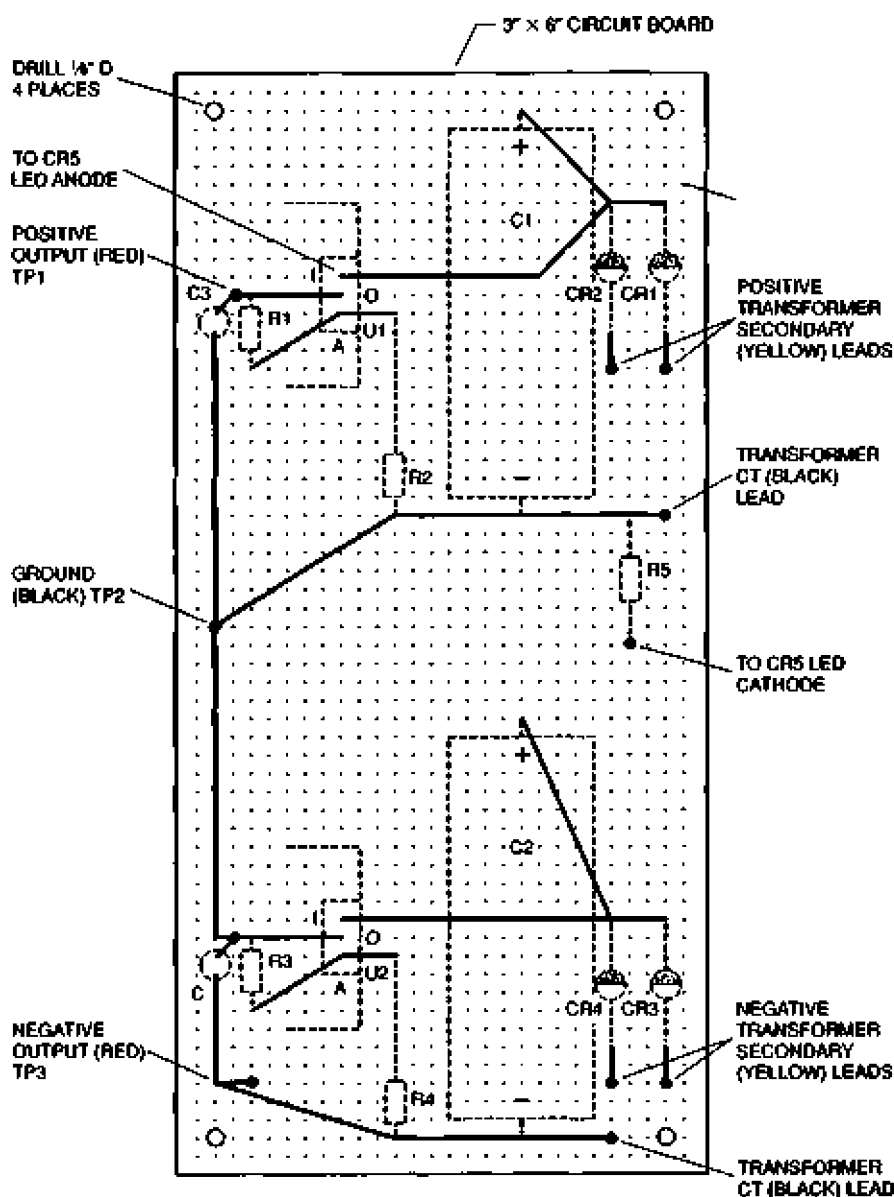 3" × 6" CIRCUIT BOARD
DRILL ⅛" D
4 PLACES
TO CR5
LED ANODE
POSITIVE
OUTPUT (RED)
TP1
C3
R1
I
O
A
U1
+
C1
CR2
CR1
POSITIVE
TRANSFORMER
SECONDARY
(YELLOW) LEADS
R2
−
TRANSFORMER
CT (BLACK)
LEAD
R5
GROUND
(BLACK) TP2
TO CR5 LED
CATHODE
+
C2
I
O
R3
A
U2
C
CR4
CR3
NEGATIVE
OUTPUT (RED)
TP3
NEGATIVE
TRANSFORMER
SECONDARY
(YELLOW) LEADS
R4
−
TRANSFORMER
CT (BLACK) LEAD